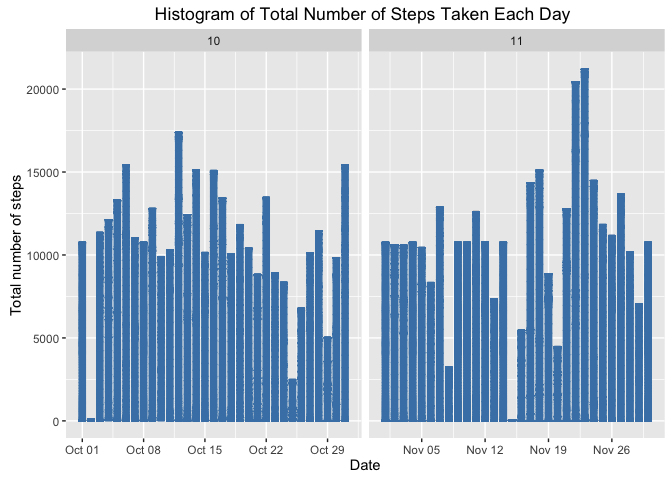 Histogram of Total Number of Steps Taken Each Day
10 11
20000
15000
10000
5000
0
Total number of steps
Oct 01 Oct 08 Oct 15 Oct 22 Oct 29 Nov 05 Nov 12 Nov 19 Nov 26
Date